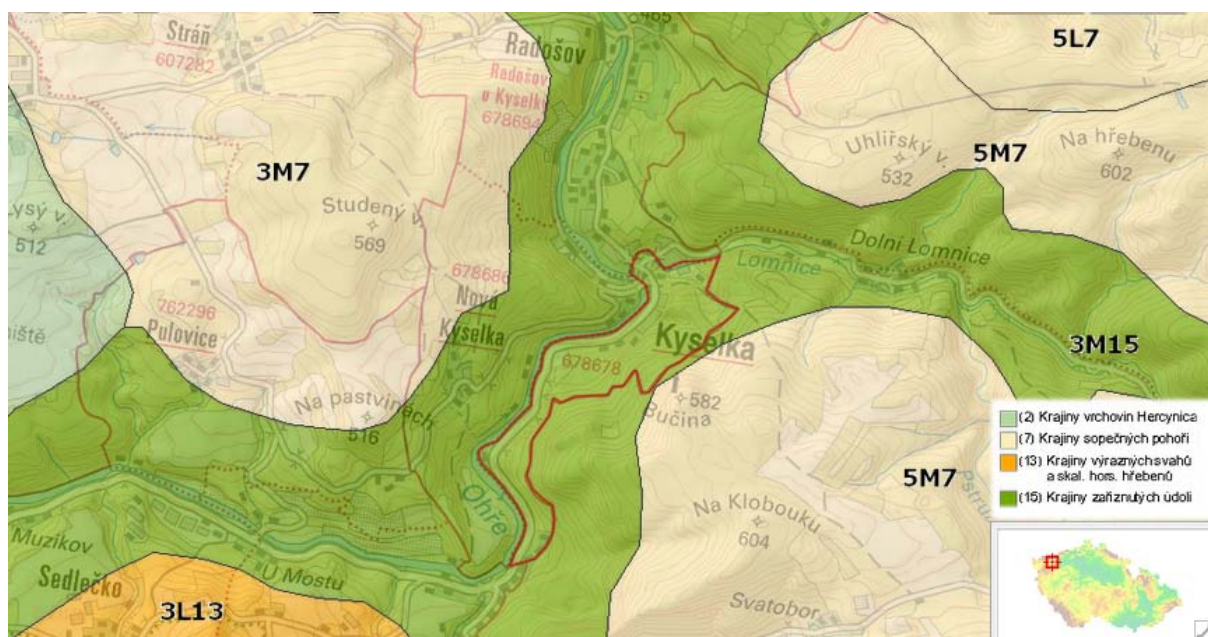 Stráň
607282
Radošov
465
Radošov
u Kyselky
678694
5L7
3M7
Uhlířský v.
532
5M7
Na hřebenu
602
Studený v.
569
Lysý v.
512
Dolní Lomnice
Lomnice
678686
Nová
Kyselka
762296
Pulovice
Kyselka
678678
3M15
Na pastvinách
516
582
Bučina
(2) Krajiny vrchovin Hercynica
(7) Krajiny sopečných pohoří
(13) Krajiny výrazných svahů
a skal. hors. hřebenů
(15) Krajiny zaříznutých údolí
5M7
Ohře
Na Klobouku
604
Muzikov
Sedlečko
U Mostu
3L13
Svatobor